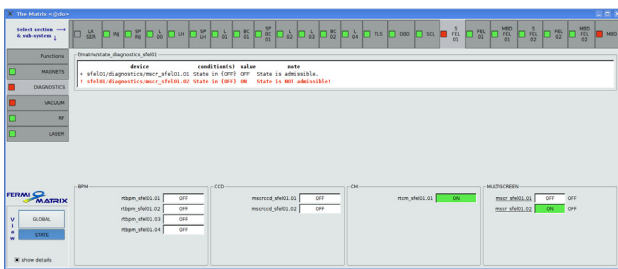 The Matrix <@do>
Select section
& sub-system
LA SER
INJ
SP INJ
L 00
LH
SP LH
L 01
BC 01
SP BC 01
L 02
L 03
BC 02
L 04
TLS
DBD
SCL
S FEL 01
FEL 01
MBD FEL 01
S FEL 02
FEL 02
MBD FEL 02
MBD
Functions
MAGNETS
DIAGNOSTICS
VACUUM
RF
LASER
device condition(s) value note
+ sfel01/diagnostics/mscr_sfel01.01 State in {OFF} OFF State is admissible.
! sfel01/diagnostics/mscr_sfel01.02 State in {OFF} ON State is NOT admissible!
FERMI
MATRIX
View
GLOBAL
STATE
show details
BPM
rtbpm_sfel01.01 OFF
rtbpm_sfel01.02 OFF
rtbpm_sfel01.03 OFF
rtbpm_sfel01.04 OFF
CCD
mscrccd_sfel01.01 OFF
mscrccd_sfel01.02 OFF
CM
rtcm_sfel01.01 ON
MULTISCREEN
mscr_sfel01.01 OFF OFF
mscr_sfel01.02 ON OFF